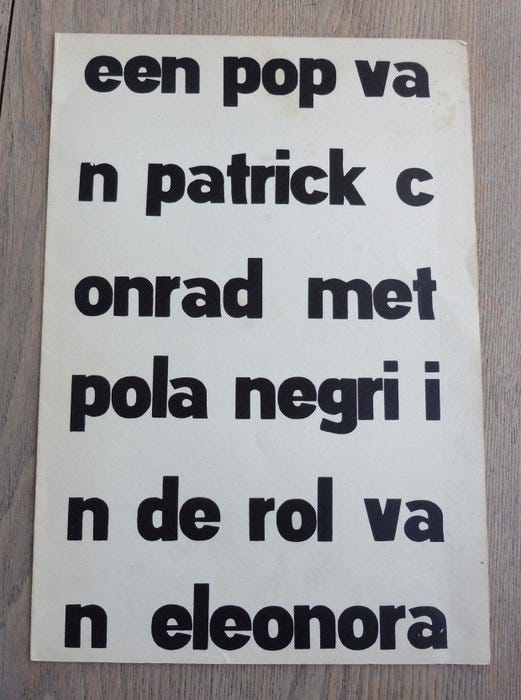 een pop va
n patrick c
onrad met
pola negri i
n de rol va
n eleonora